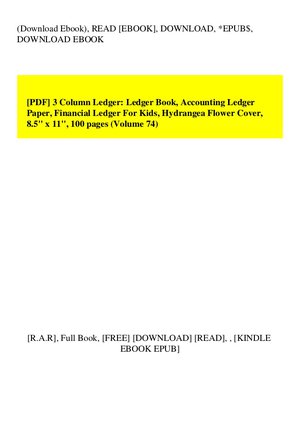 (Download Ebook), READ [EBOOK], DOWNLOAD, *EPUB$,
DOWNLOAD EBOOK
[PDF] 3 Column Ledger: Ledger Book, Accounting Ledger
Paper, Financial Ledger For Kids, Hydrangea Flower Cover,
8.5" x 11", 100 pages (Volume 74)
[R.A.R], Full Book, [FREE] [DOWNLOAD] [READ], , [KINDLE
EBOOK EPUB]